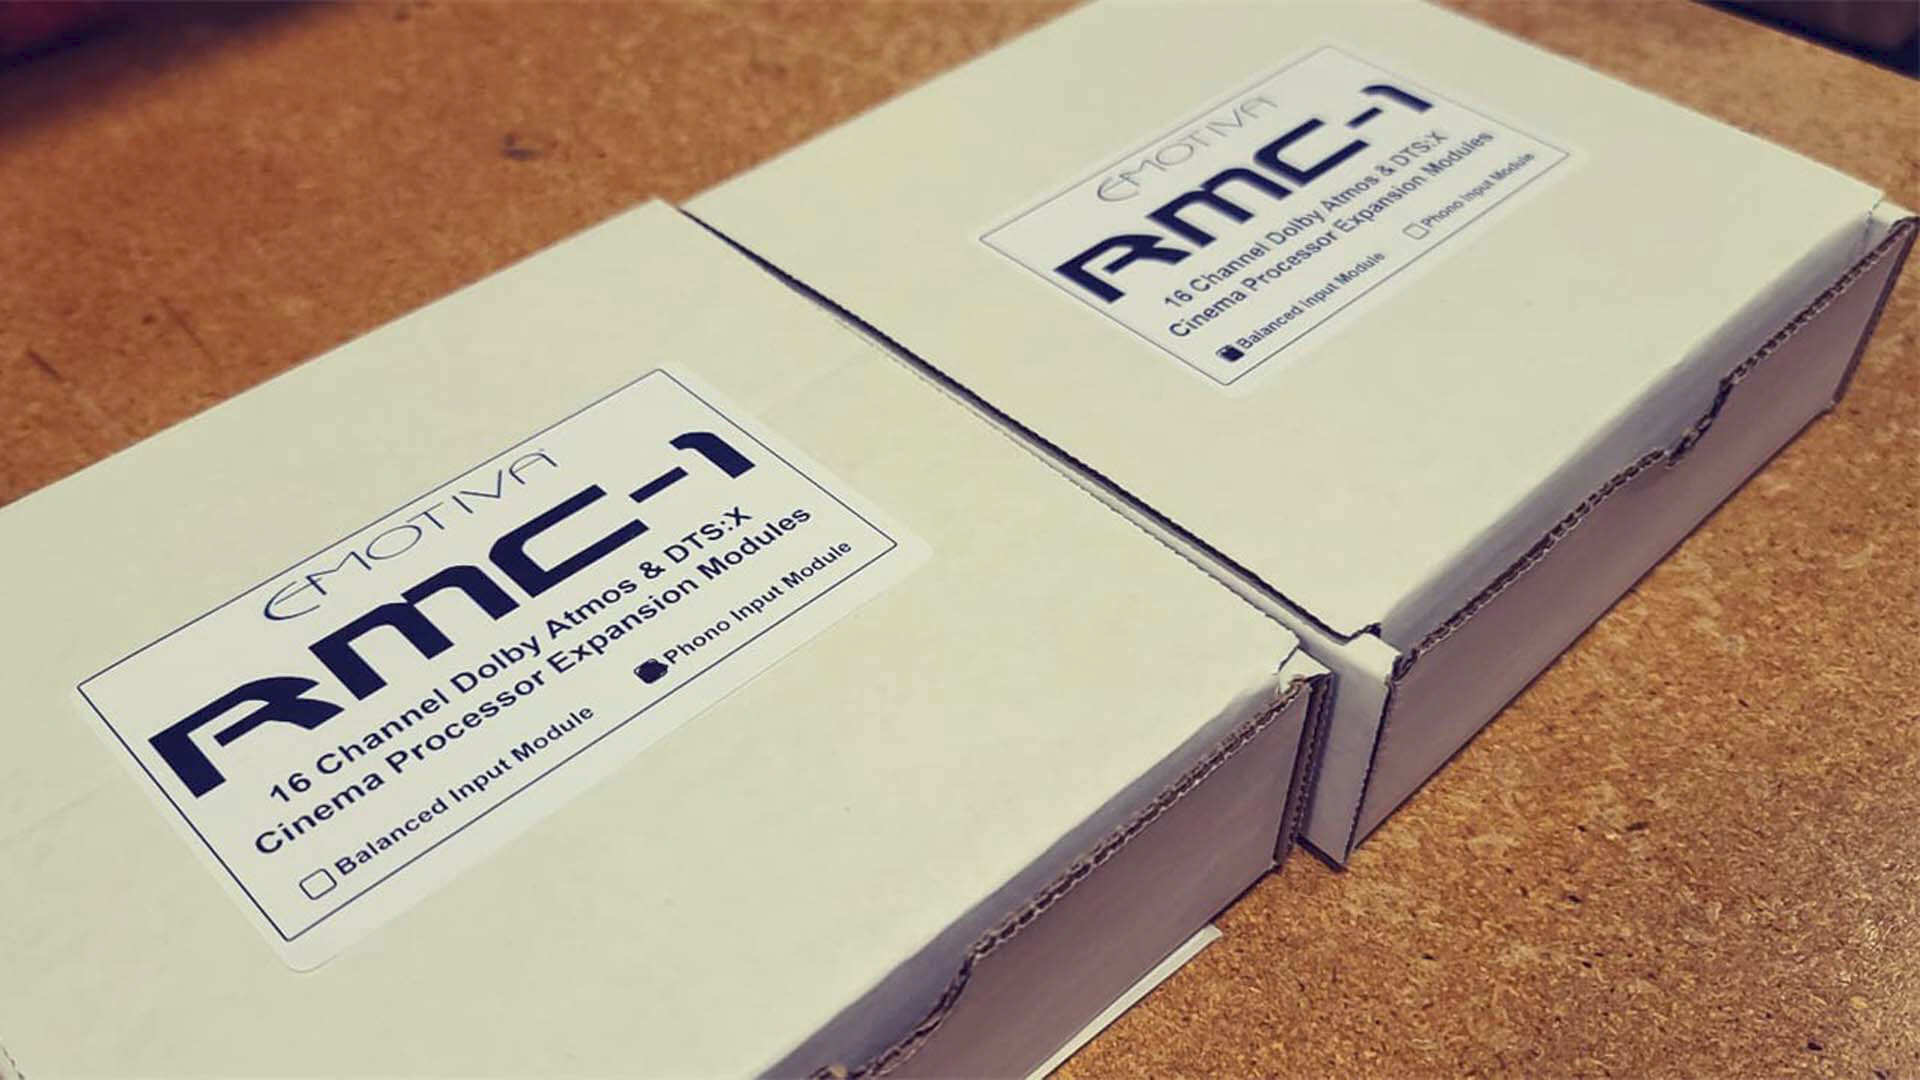 EMOTIVA
RMC-1
16 Channel Dolby Atmos & DTS:X
Cinema Processor Expansion Modules
Balanced Input Module
Phono Input Module
EMOTIVA
RMC-1
16 Channel Dolby Atmos & DTS:X
Cinema Processor Expansion Modules
Balanced Input Module
Phono Input Module